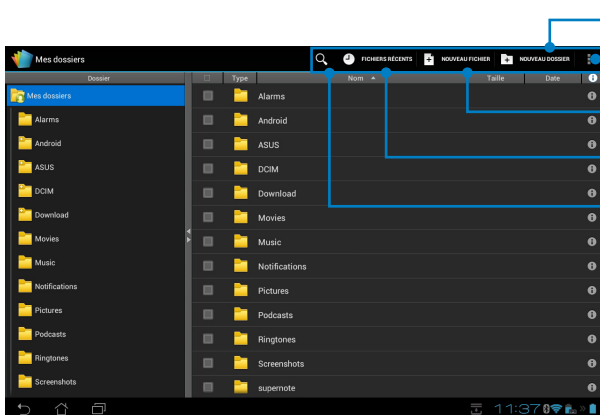 Mes dossiers
FICHIERS RÉCENTS NOUVEAU FICHIER NOUVEAU DOSSIER
Dossier Type Nom Taille Date
Mes dossiers
Alarms
Android
ASUS
DCIM
Download
Movies
Music
Notifications
Pictures
Podcasts
Ringtones
Screenshots
Alarms
Android
ASUS
DCIM
Download
Movies
Music
Notifications
Pictures
Podcasts
Ringtones
Screenshots
supernote
11:37